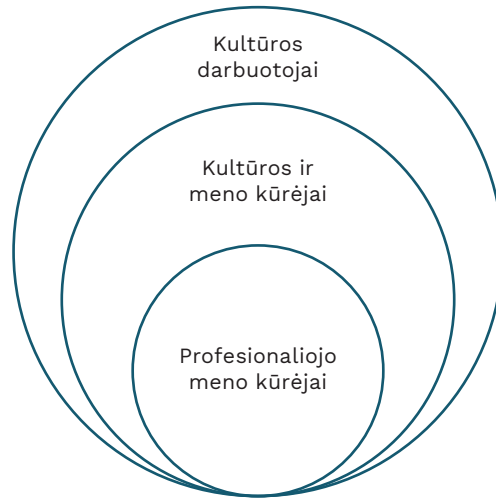 Kultūros
darbuotojai
Kultūros ir
meno kūrėjai
Profesionaliojo
meno kūrėjai